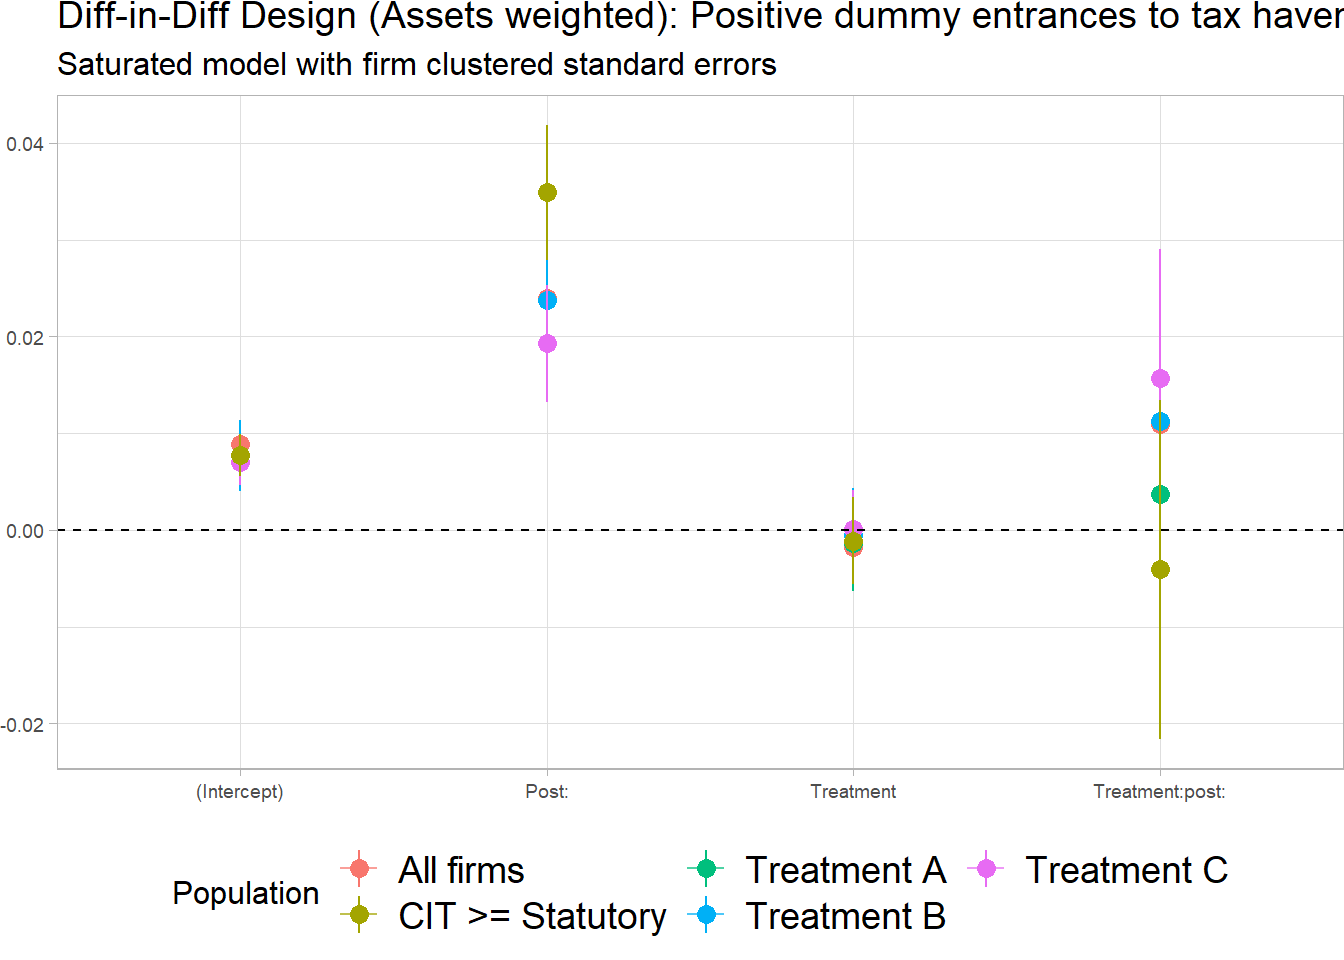 Diff-in-Diff Design (Assets weighted): Positive dummy entrances to tax haven
Saturated model with firm clustered standard errors
0.04
0.02
0.00
-0.02
(Intercept) Post: Treatment Treatment:post:
Population
All firms Treatment A Treatment C
CIT >= Statutory Treatment B